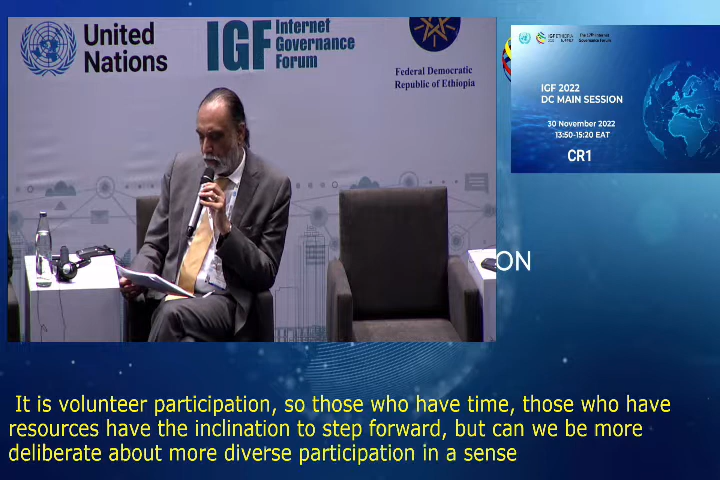 United
Nations
IGF
Internet
Governance
Forum
Federal Democratic
Republic of Ethiopia
IGF 2022
DC MAIN SESSION
30 November 2022
13:50-15:20 EAT
CR1
ON
It is volunteer participation, so those who have time, those who have
resources have the inclination to step forward, but can we be more
deliberate about more diverse participation in a sense